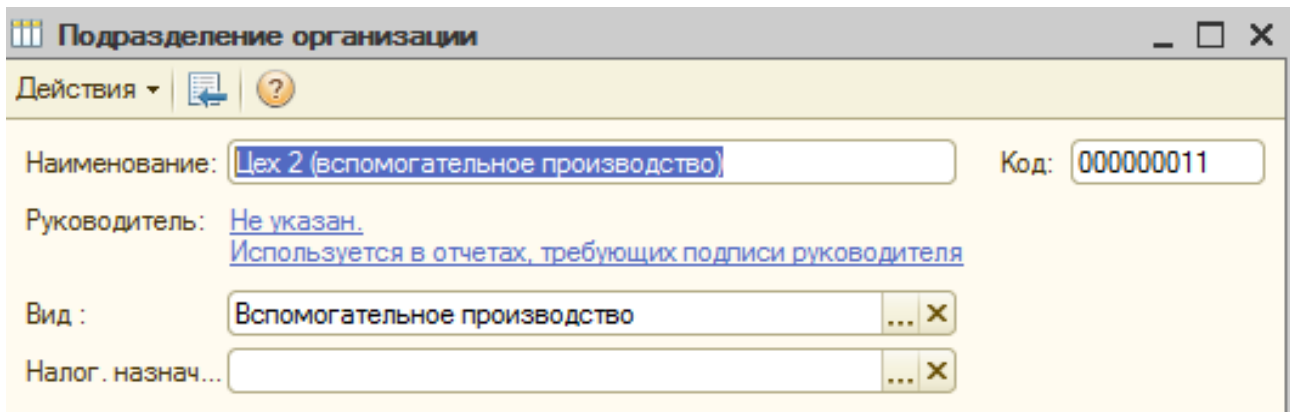 Подразделение организации
Действия
Наименование: Цех 2 (вспомогательное производство) Код: 000000011
Руководитель: Не указан.
Используется в отчетах, требующих подписи руководителя
Вид : Вспомогательное производство ...
Налог. назнач... ...